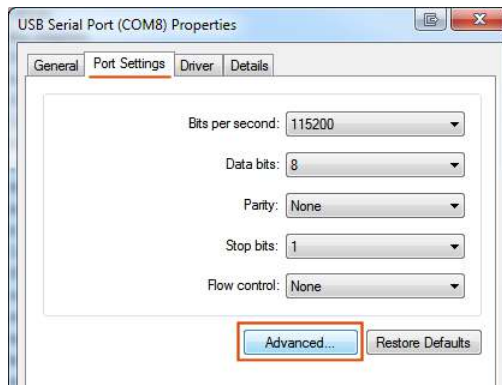 USB Serial Port (COM8) Properties
General Port Settings Driver Details
Bits per second: 115200
Data bits: 8
Parity: None
Stop bits: 1
Flow control: None
Advanced... Restore Defaults